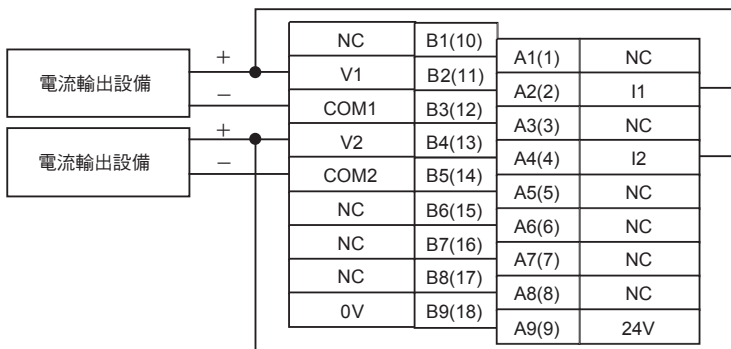 電流輸出設備
+
−
電流輸出設備
+
−
NC B1(10)
V1 B2(11)
COM1 B3(12)
V2 B4(13)
COM2 B5(14)
NC B6(15)
NC B7(16)
NC B8(17)
0V B9(18)
A1(1) NC
A2(2) I1
A3(3) NC
A4(4) I2
A5(5) NC
A6(6) NC
A7(7) NC
A8(8) NC
A9(9) 24V